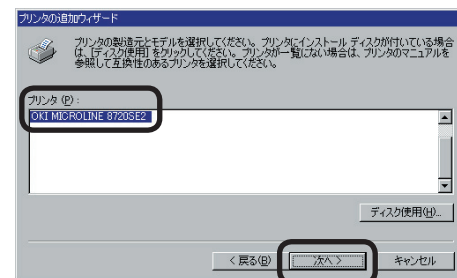 プリンタの追加ウィザード
プリンタの製造元とモデルを選択してください。プリンタにインストール ディスクが付いている場合
は、[ディスク使用] をクリックしてください。プリンタが一覧にない場合は、プリンタのマニュアルを
参照して互換性のあるプリンタを選択してください。
プリンタ (P) :
OKI MICROLINE 8720SE2
ディスク使用(H)...
< 戻る(B)
次へ >
キャンセル